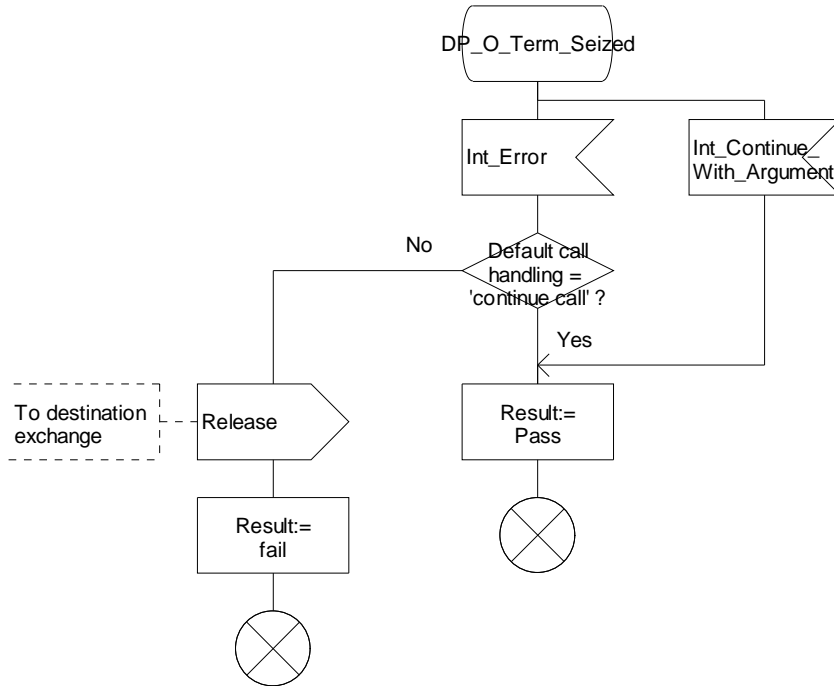 DP_O_Term_Seized
Int_Error
Int_Continue_
With_Argument
No
Default call
handling =
'continue call' ?
Yes
To destination
exchange
Release
Result:=
Pass
Result:=
fail